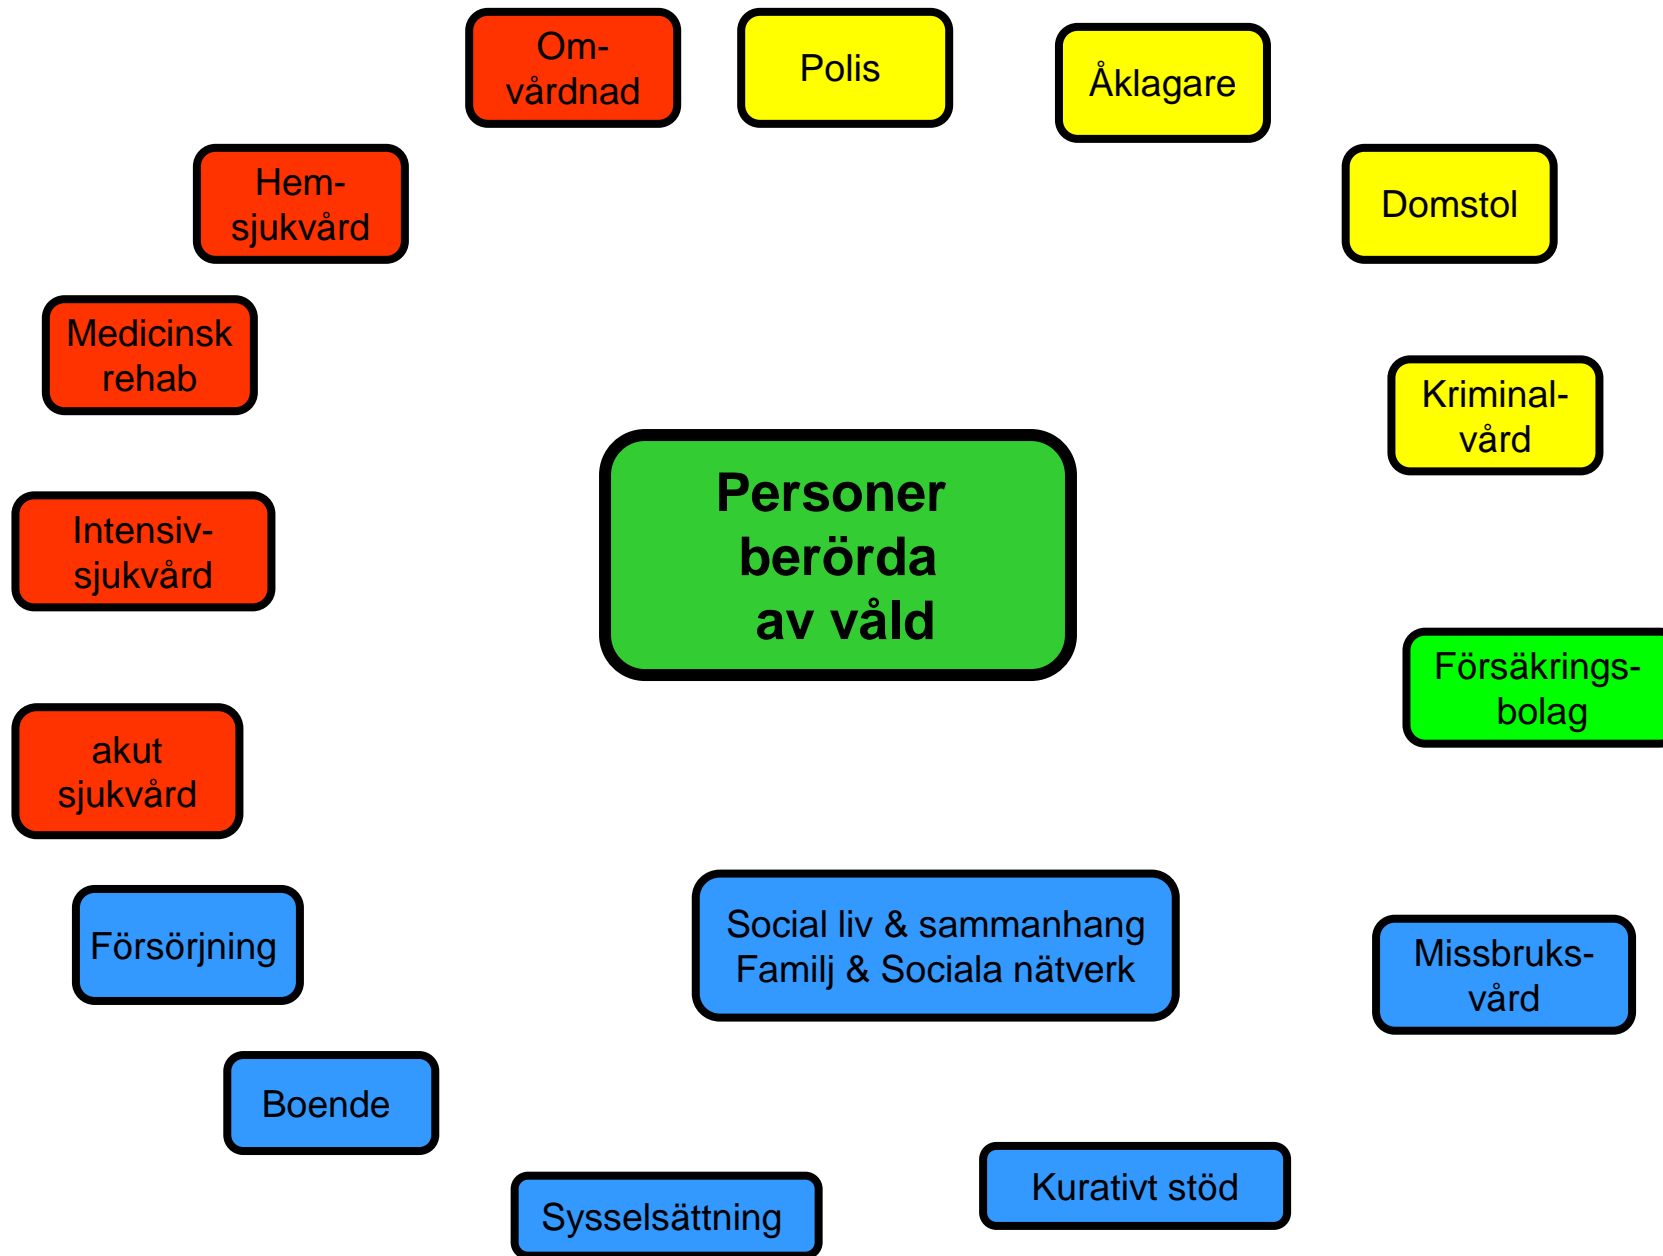 Om-
vårdnad
Polis
Åklagare
Hem-
sjukvård
Domstol
Medicinsk
rehab
Kriminal-
vård
Personer
berörda
av våld
Intensiv-
sjukvård
Försäkrings-
bolag
akut
sjukvård
Försörjning
Social liv & sammanhang
Familj & Sociala nätverk
Missbruks-
vård
Boende
Kurativt stöd
Sysselsättning